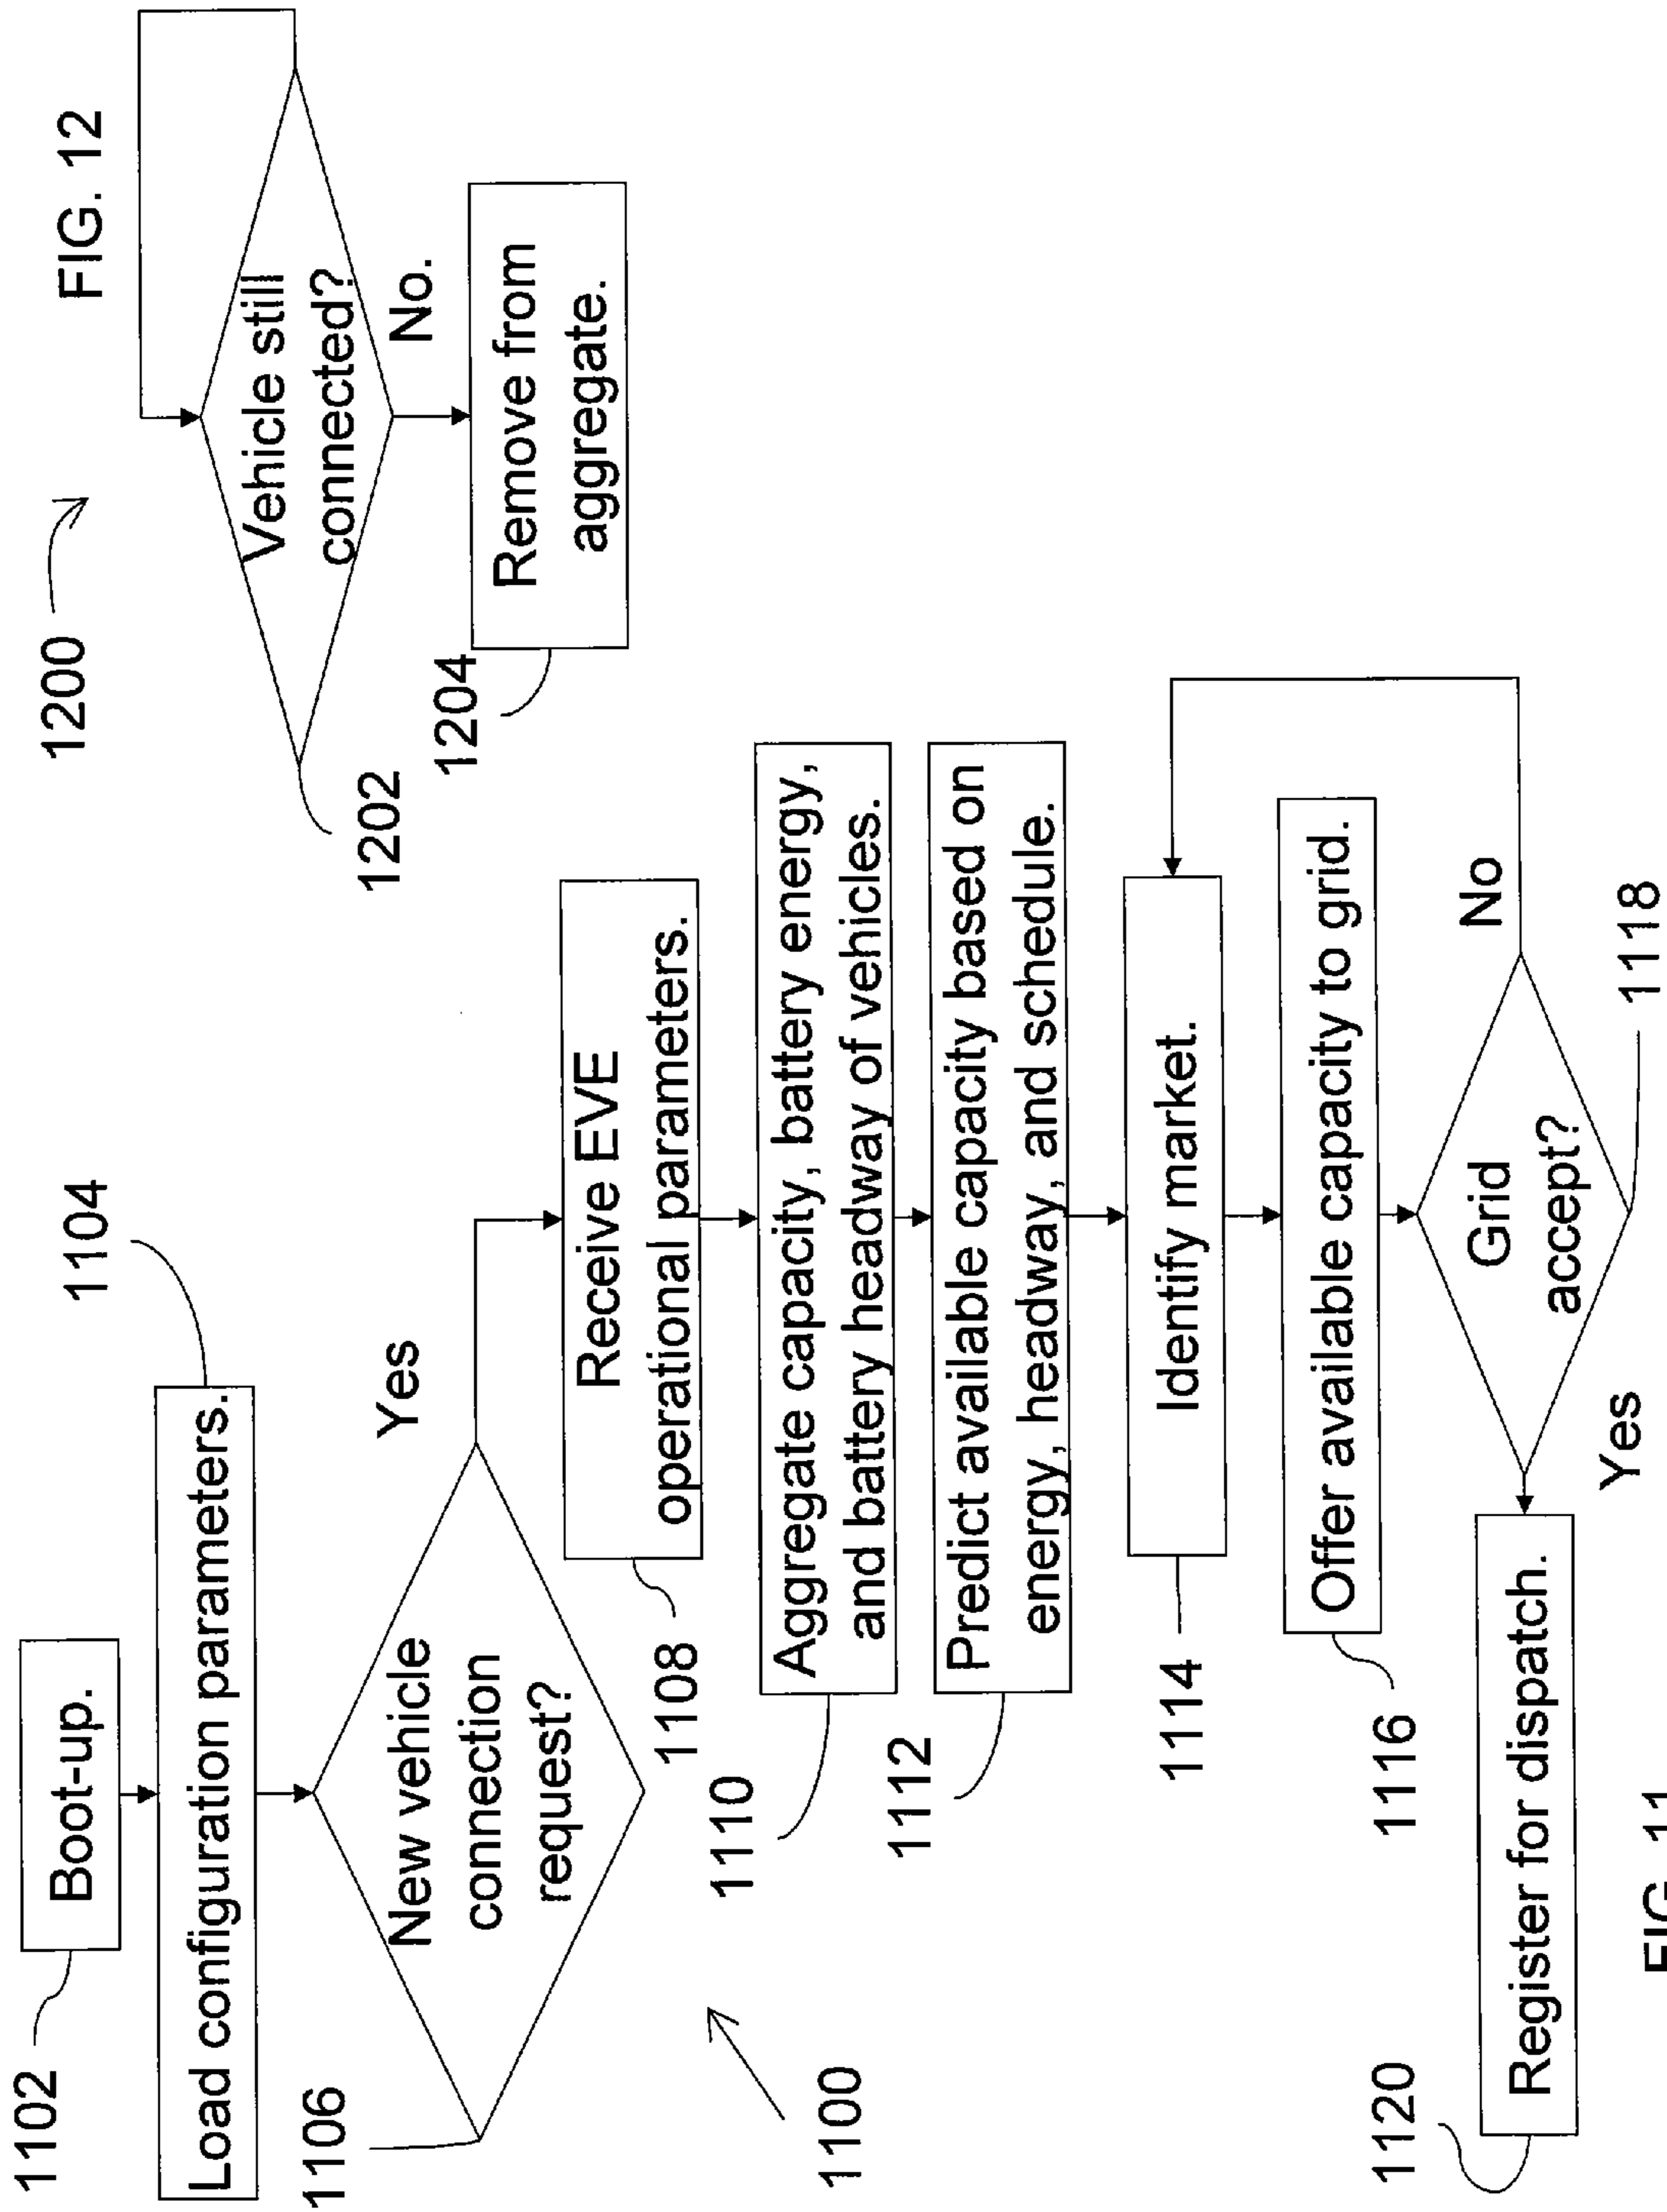 1102
Boot-up.
1104
Load configuration parameters.
1106
New vehicle
connection
request?
Yes
1100
1108
Receive EVE
operational parameters.
1110
Aggregate capacity, battery energy,
and battery headway of vehicles.
1112
Predict available capacity based on
energy, headway, and schedule.
1114
Identify market.
1116
Offer available capacity to grid.
Grid
accept?
No
1118
Yes
1120
Register for dispatch.
FIG. 11
1200
FIG. 12
1202
Vehicle still
connected?
No.
1204
Remove from
aggregate.